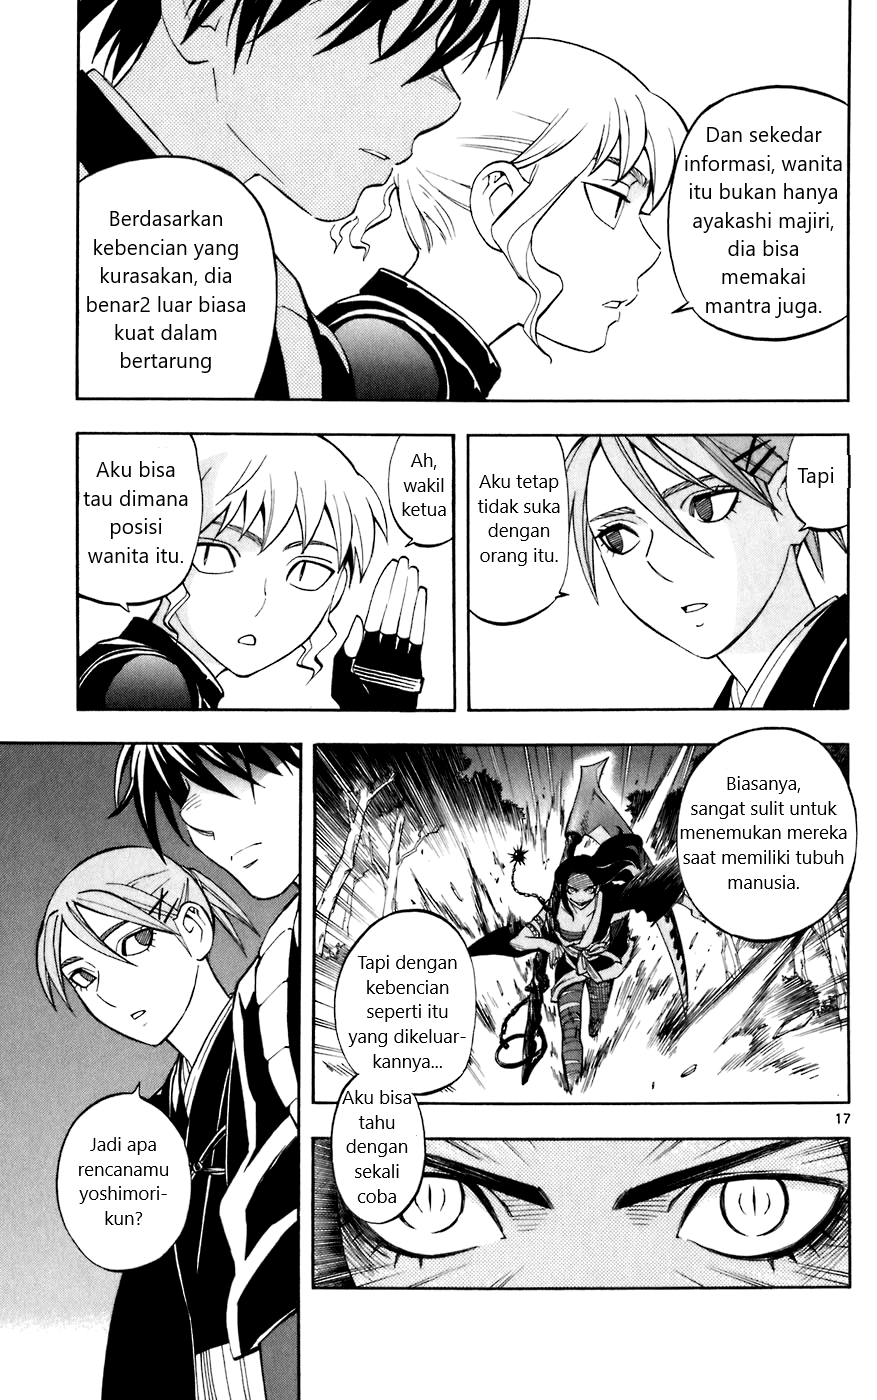 Dan sekedar
informasi, wanita
itu bukan hanya
ayakashi majiri,
dia bisa
memakai
mantra juga.
Berdasarkan
kebencian yang
kurasakan, dia
benar2 luar biasa
kuat dalam
bertarung
Tapi
Aku tetap
tidak suka
dengan
orang itu.
Ah,
wakil
ketua
Aku bisa
tau dimana
posisi
wanita itu.
Biasanya,
sangat sulit untuk
menemukan mereka
saat memiliki tubuh
manusia.
Tapi dengan
kebencian
seperti itu
yang dikeluar-
kannya...
Aku bisa
tahu
dengan
sekali
coba
17
Jadi apa
rencanamu
yoshimori-
kun?